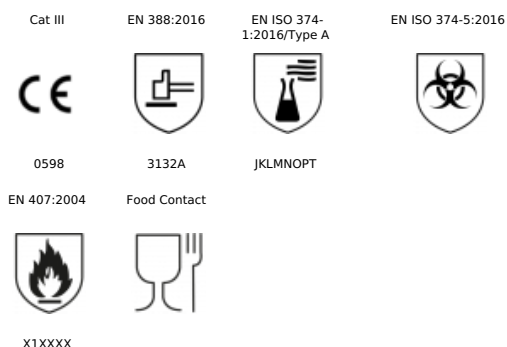 Cat III
EN 388:2016
EN ISO 374-
1:2016/Type A
EN ISO 374-5:2016
CE
0598
3132A
JKLMNOPT
EN 407:2004
Food Contact
X1XXXX